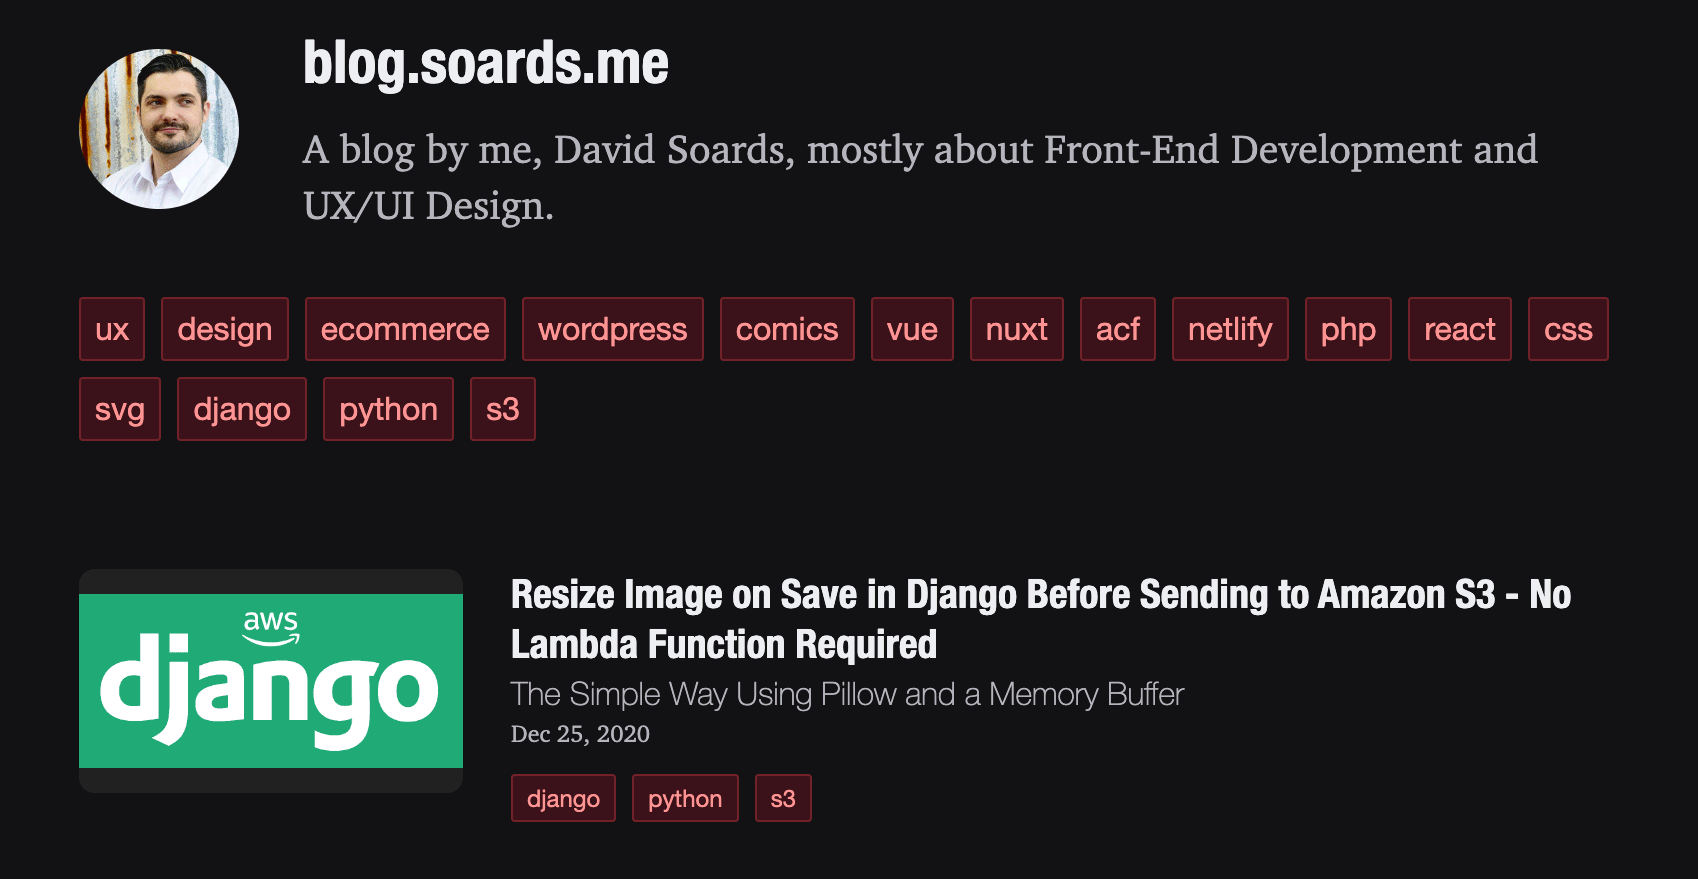 blog.soards.me
A blog by me, David Soards, mostly about Front-End Development and
UX/UI Design.
ux design ecommerce wordpress comics vue nuxt acf netlify php react css
svg django python s3
aws
django
Resize Image on Save in Django Before Sending to Amazon S3 - No
Lambda Function Required
The Simple Way Using Pillow and a Memory Buffer
Dec 25, 2020
django python s3